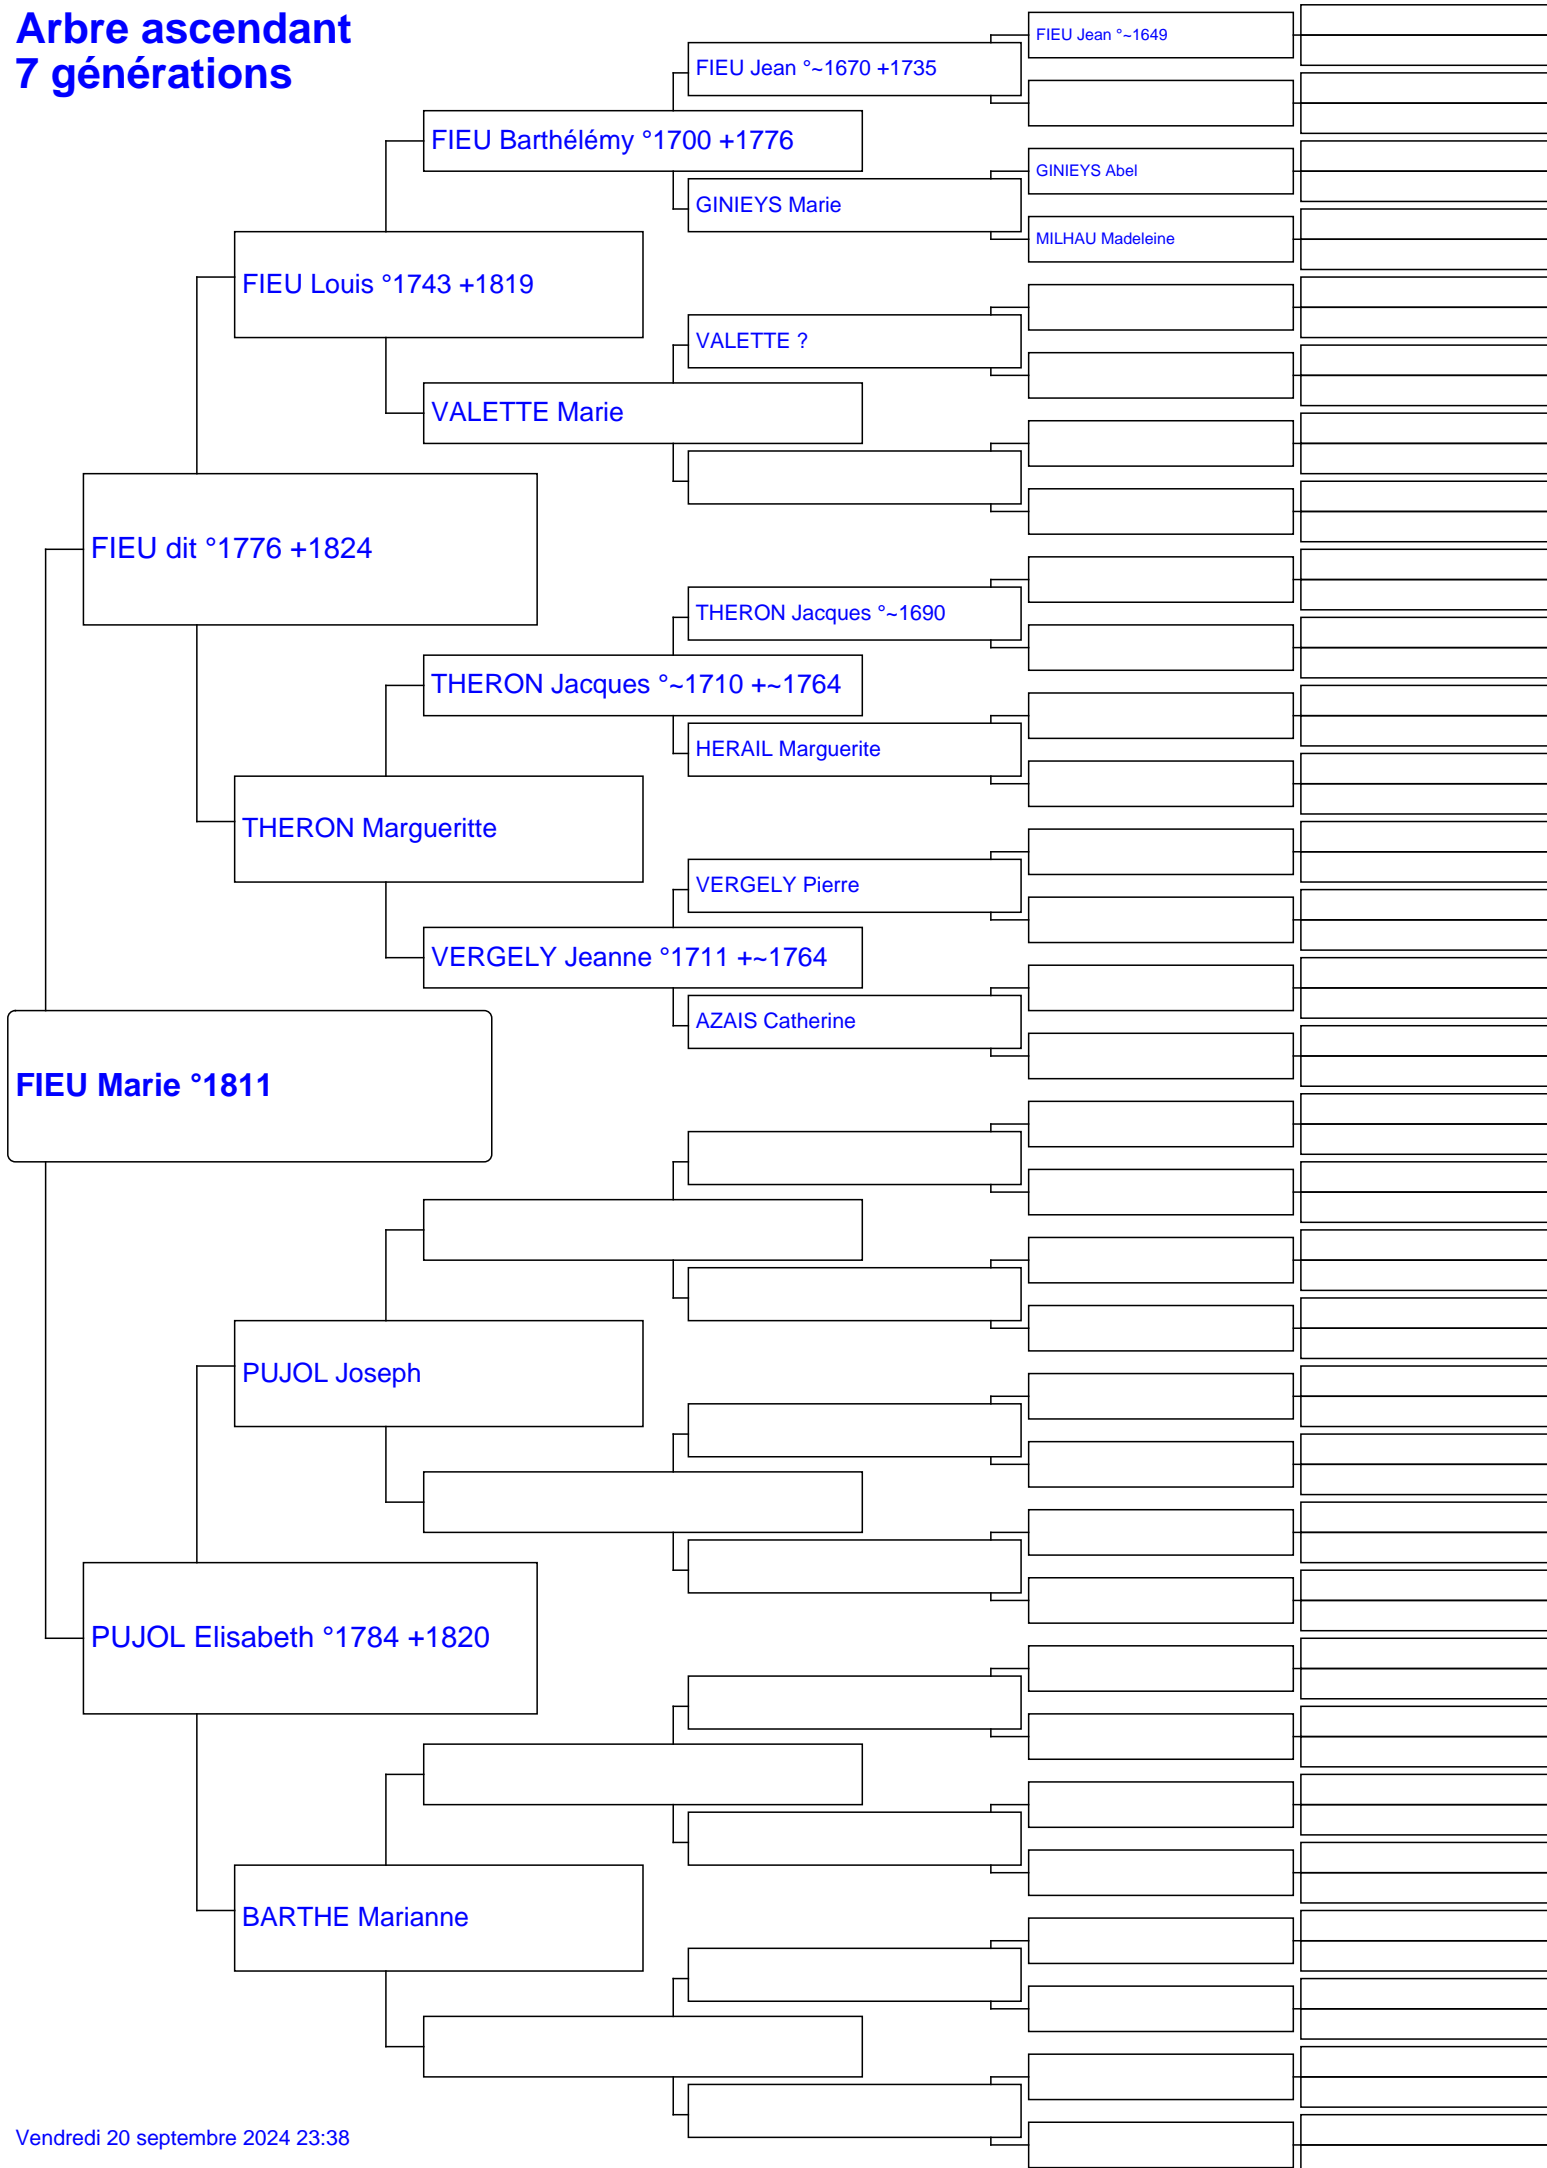 Arbre ascendant
7 générations
FIEU Jean °~1649
FIEU Jean °~1670 +1735
FIEU Barthélémy °1700 +1776
GINIEYS Abel
GINIEYS Marie
MILHAU Madeleine
FIEU Louis °1743 +1819
VALETTE ?
VALETTE Marie
FIEU dit °1776 +1824
THERON Jacques °~1690
THERON Jacques °~1710 +~1764
HERAIL Marguerite
THERON Margueritte
VERGELY Pierre
VERGELY Jeanne °1711 +~1764
AZAIS Catherine
FIEU Marie °1811
PUJOL Joseph
PUJOL Elisabeth °1784 +1820
BARTHE Marianne
Vendredi 20 septembre 2024 23:38